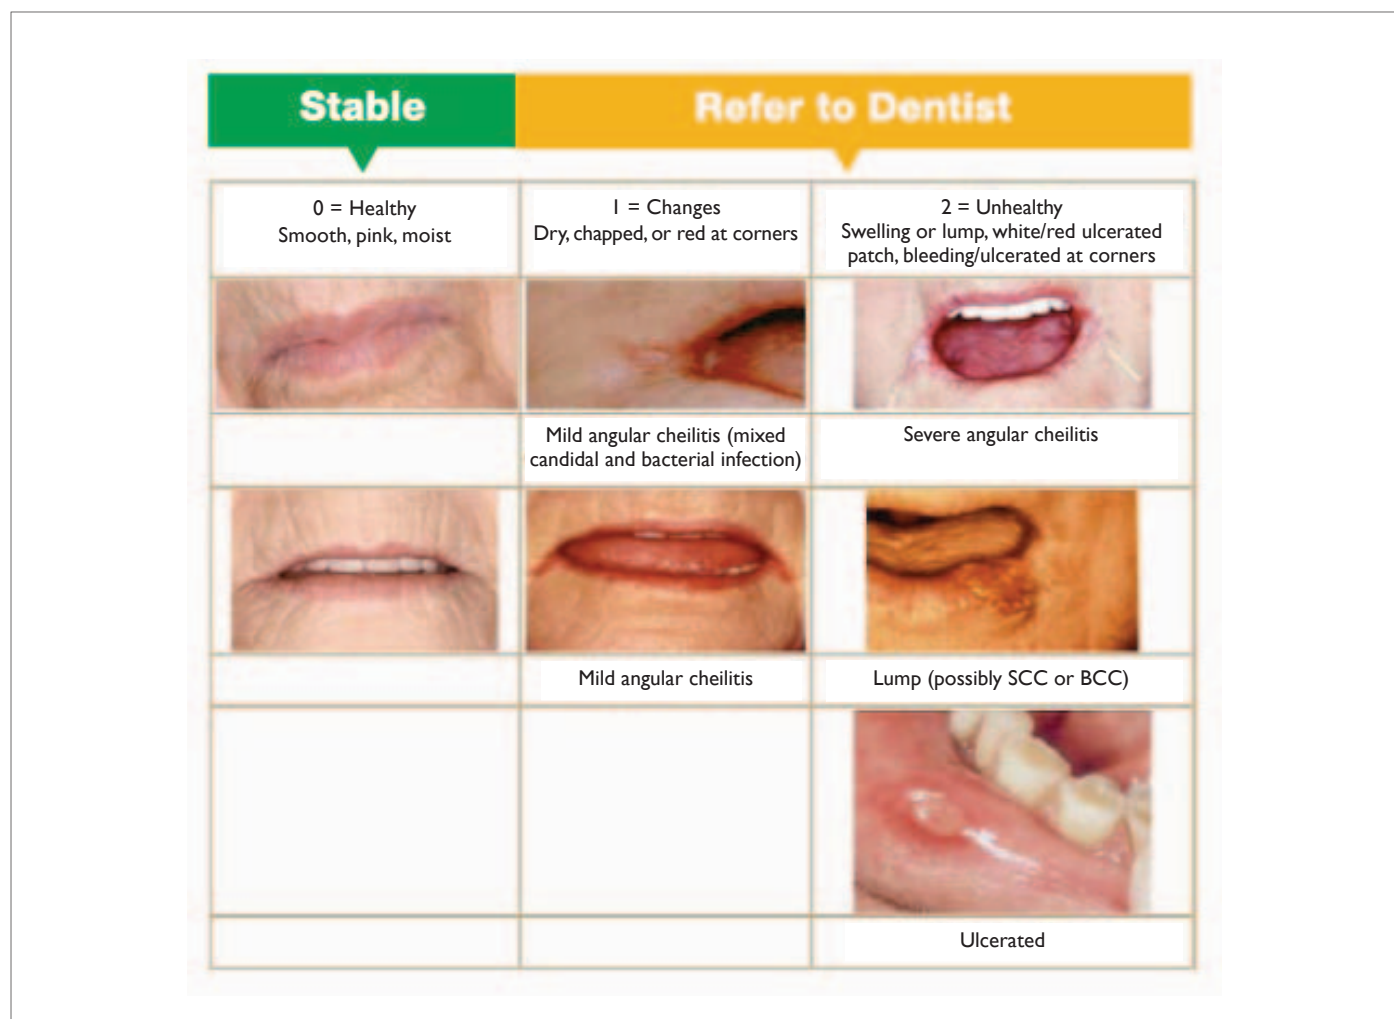 Stable
Refer to Dentist
0 = Healthy
Smooth, pink, moist
1 = Changes
Dry, chapped, or red at corners
2 = Unhealthy
Swelling or lump, white/red ulcerated
patch, bleeding/ulcerated at corners
Mild angular cheilitis (mixed
candidal and bacterial infection)
Severe angular cheilitis
Mild angular cheilitis
Lump (possibly SCC or BCC)
Ulcerated